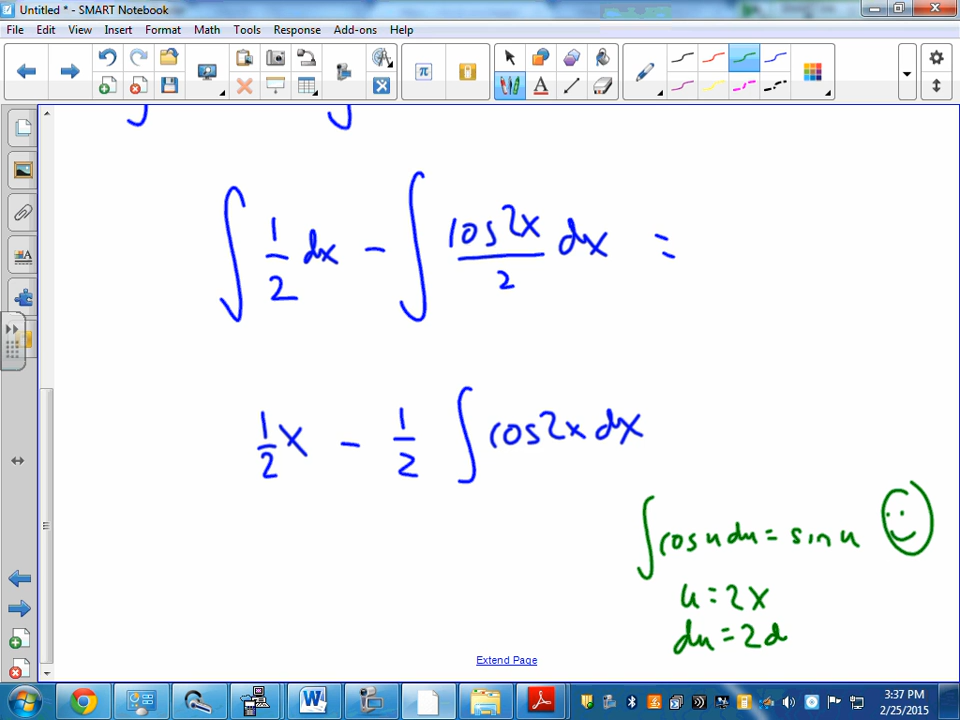 Untitled * - SMART Notebook
File Edit View Insert Format Math Tools Response Add-ons Help
∫ 1/2 dx - ∫ cos2x/2 dx =
1/2 x - 1/2 ∫ cos2x dx
∫cos u du = sin u
u = 2x
du = 2d
Extend Page
3:37 PM
2/25/2015